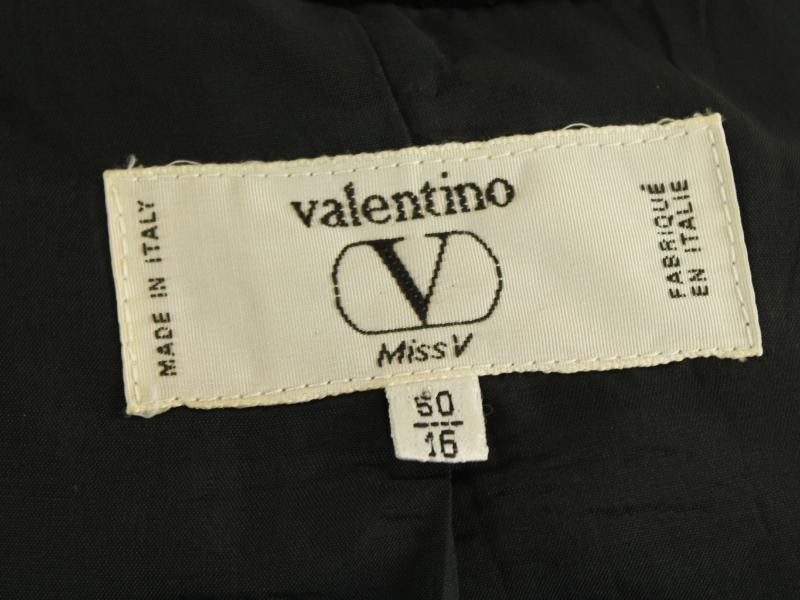 MADE IN ITALY
valentino
V
Miss V
FABRIQUÉ
EN ITALIE
50
16